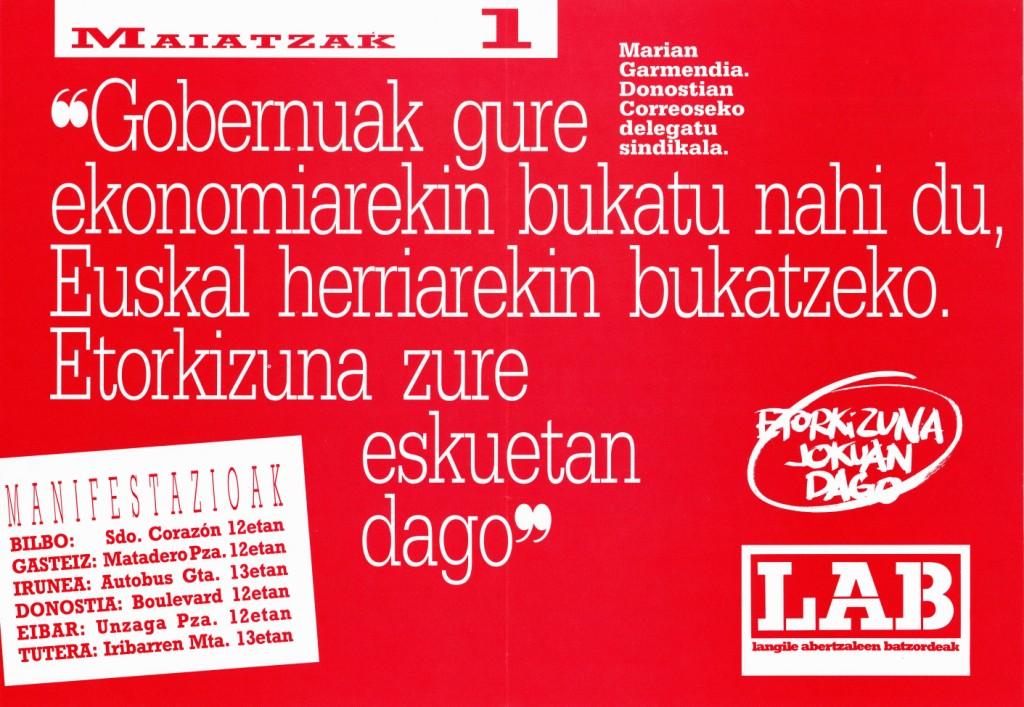 MAIATZAK 1
Marian
Garmendia.
Donostian
Correoseko
delegatu
sindikala.
“Gobernuak gure
ekonomiarekin bukatu nahi du,
Euskal herriarekin bukatzeko.
Etorkizuna zure
eskuetan
dago”
ETORKIZUNA
JOKUAN
DAGO
MANIFESTAZIOAK
BILBO: Sdo. Corazón 12etan
GASTEIZ: Matadero Pza. 12etan
IRUNEA: Autobus Gta. 13etan
DONOSTIA: Boulevard 12etan
EIBAR: Unzaga Pza. 12etan
TUTERA: Iribarren Mta. 13etan
LAB
langile abertzaleen batzordeak